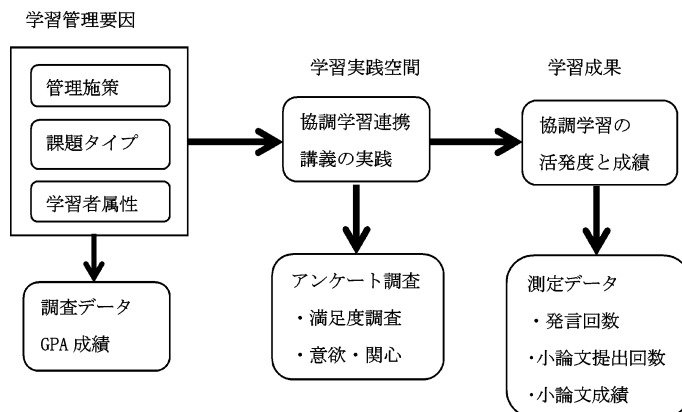 学習管理要因
管理施策
課題タイプ
学習者属性
調査データ
GPA 成績
学習実践空間
協調学習連携
講義の実践
アンケート調査
・満足度調査
・意欲・関心
学習成果
協調学習の
活発度と成績
測定データ
・発言回数
・小論文提出回数
・小論文成績